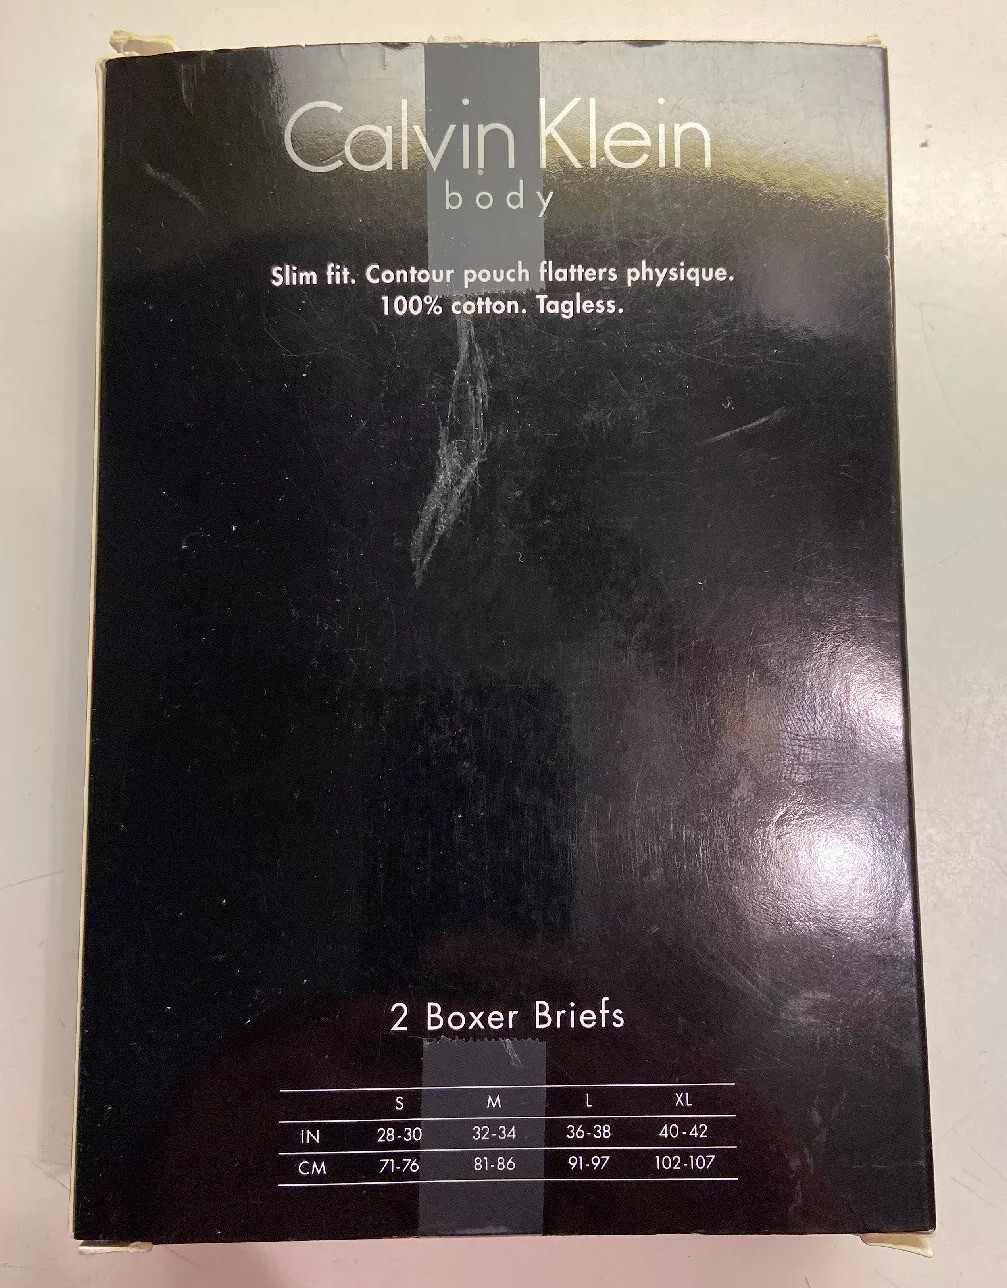 Calvin Klein
body
Slim fit. Contour pouch flatters physique.
100% cotton. Tagless.
2 Boxer Briefs
S M L XL
IN 28-30 32-34 36-38 40-42
CM 71-76 81-86 91-97 102-107